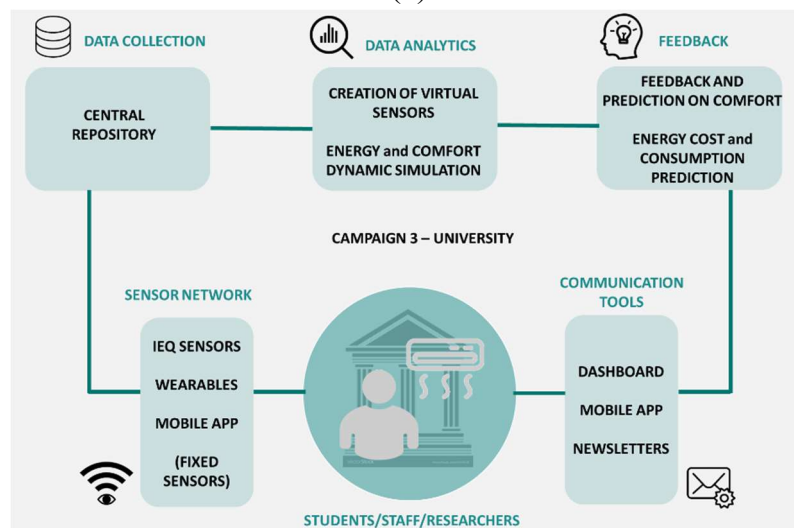 DATA COLLECTION
DATA ANALYTICS
FEEDBACK
CENTRAL
REPOSITORY
CREATION OF VIRTUAL
SENSORS
ENERGY and COMFORT
DYNAMIC SIMULATION
FEEDBACK AND
PREDICTION ON COMFORT
ENERGY COST and
CONSUMPTION
PREDICTION
CAMPAIGN 3 – UNIVERSITY
SENSOR NETWORK
IEQ SENSORS
WEARABLES
MOBILE APP
(FIXED
SENSORS)
COMMUNICATION
TOOLS
DASHBOARD
MOBILE APP
NEWSLETTERS
STUDENTS/STAFF/RESEARCHERS